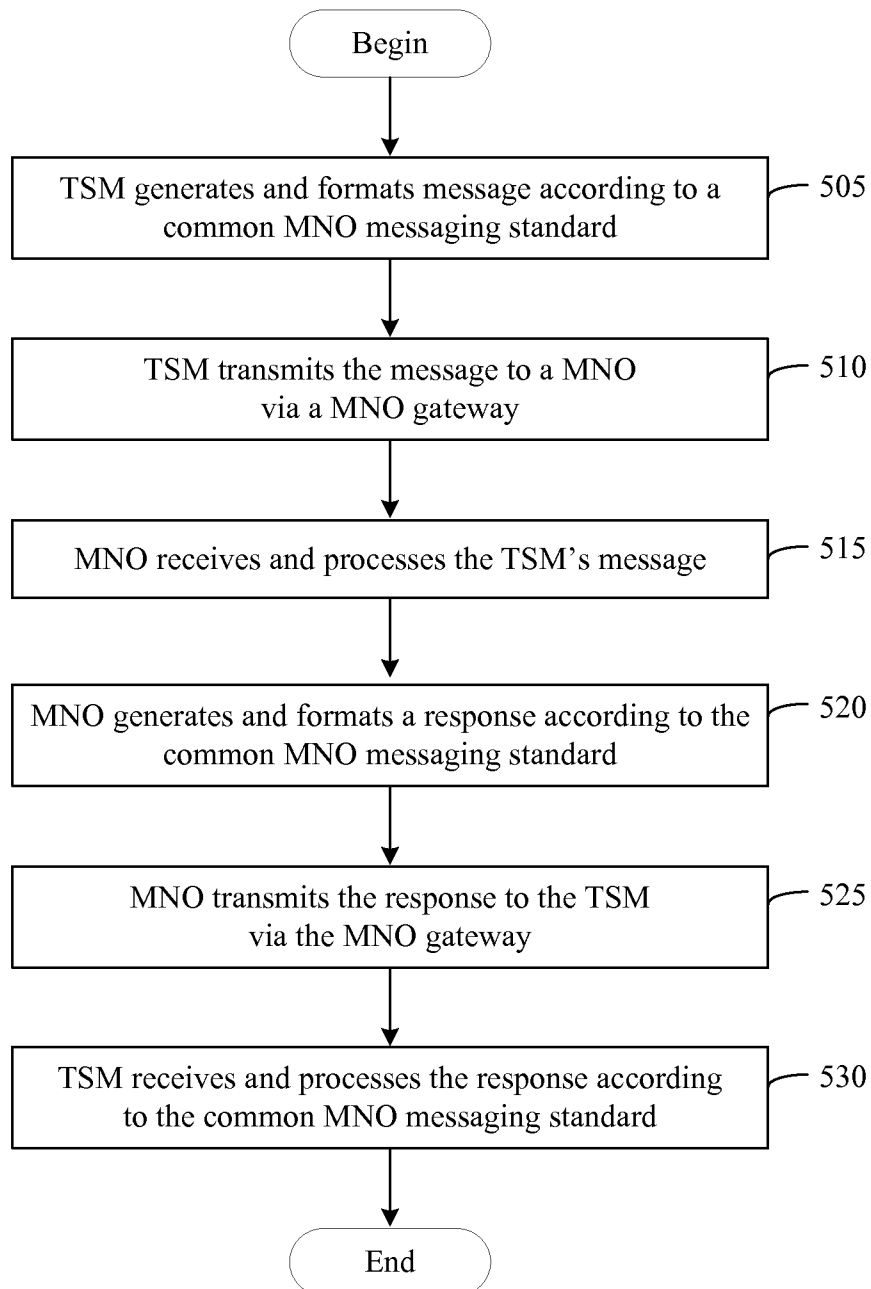 Begin
TSM generates and formats message according to a
common MNO messaging standard
505
TSM transmits the message to a MNO
via a MNO gateway
510
MNO receives and processes the TSM’s message
515
MNO generates and formats a response according to the
common MNO messaging standard
520
MNO transmits the response to the TSM
via the MNO gateway
525
TSM receives and processes the response according
to the common MNO messaging standard
530
End